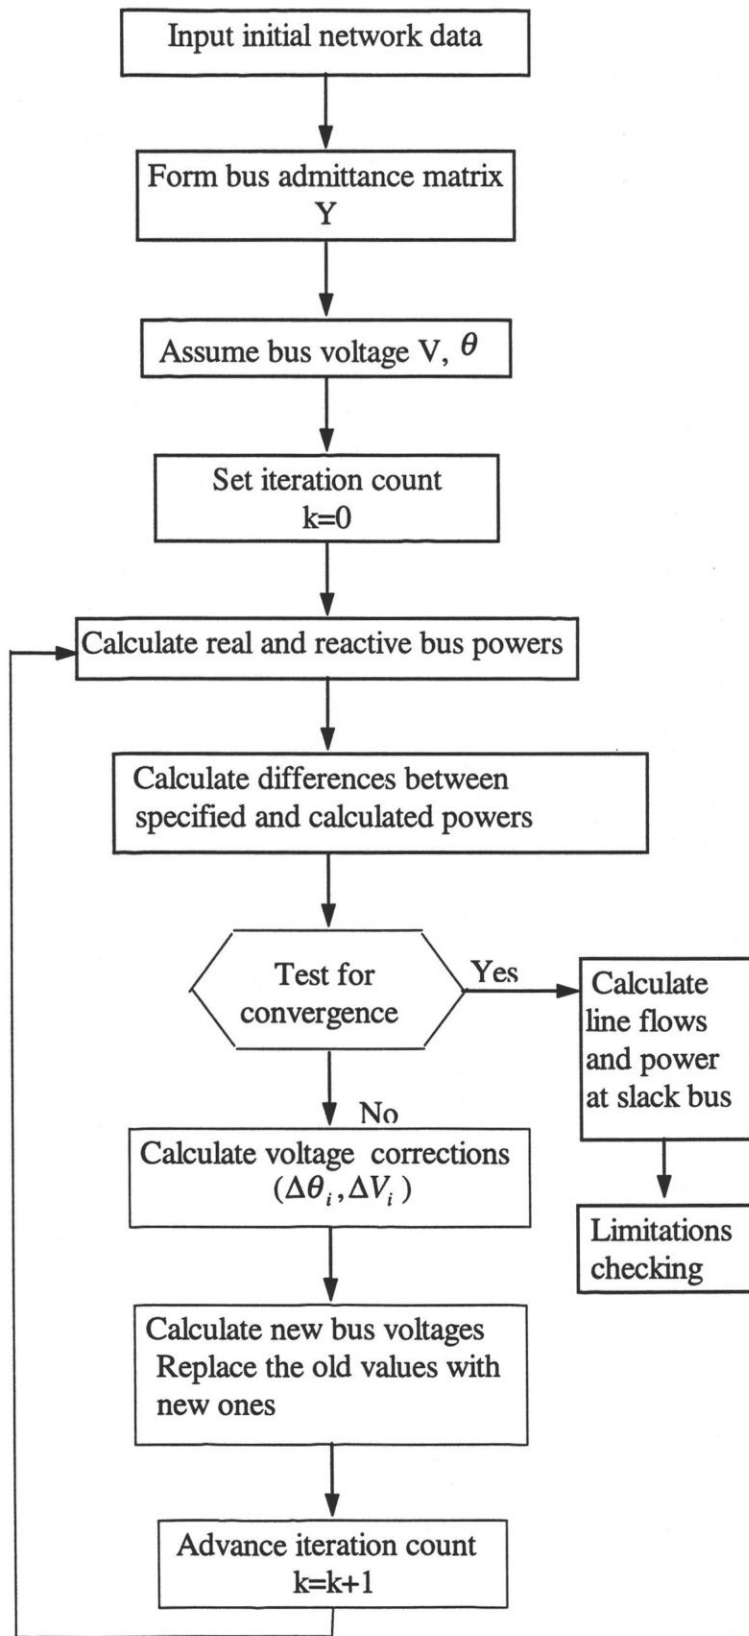 Input initial network data
Form bus admittance matrix
Y
Assume bus voltage V, θ
Set iteration count
k=0
Calculate real and reactive bus powers
Calculate differences between
specified and calculated powers
Test for
convergence
Yes
Calculate
line flows
and power
at slack bus
No
Calculate voltage corrections
(Δθᵢ,ΔVᵢ)
Limitations
checking
Calculate new bus voltages
Replace the old values with
new ones
Advance iteration count
k=k+1